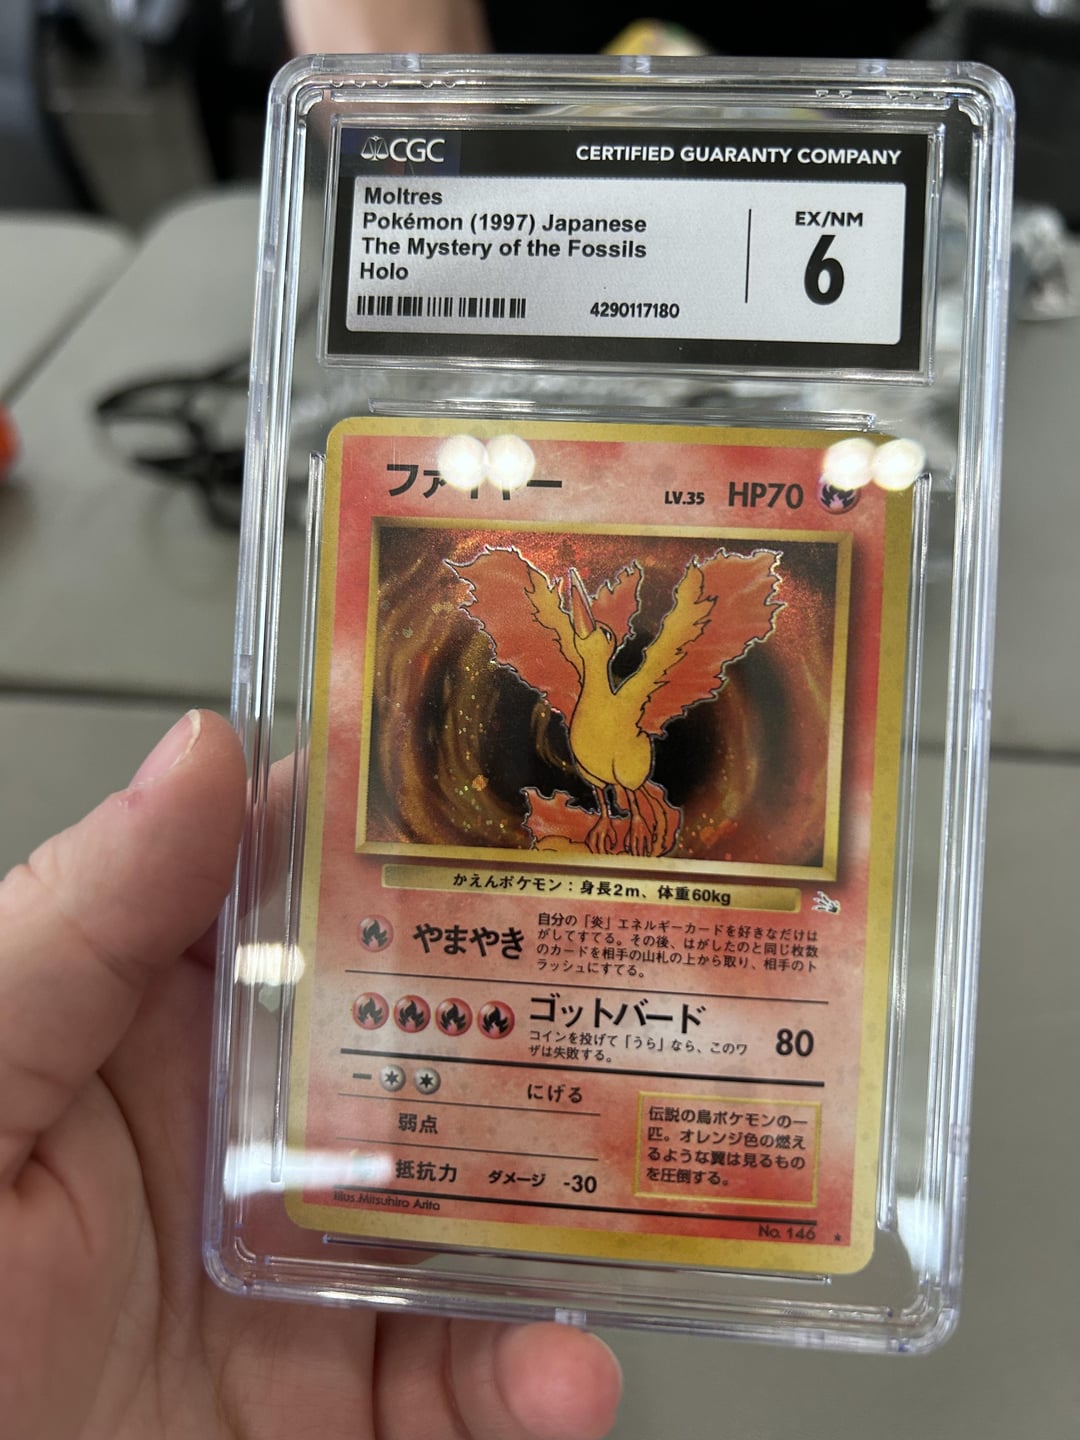 CGC
CERTIFIED GUARANTY COMPANY
Moltres
Pokémon (1997) Japanese
The Mystery of the Fossils
Holo
4290117180
EX/NM
6
ファイヤー
LV.35 HP70
かえんポケモン：身長2m、体重60kg
やまやき
自分の「炎」エネルギーカードを好きなだけは
がしてすてる。その後、はがしたのと同じ枚数
のカードを相手の山札の上から取り、相手のト
ラッシュにすてる。
ゴッドバード 80
コインを投げて「うら」なら、このワ
ザは失敗する。
にげる
弱点
抵抗力 ダメージ -30
伝説の鳥ポケモンの一
匹。オレンジ色の燃え
るような翼は見るもの
を圧倒する。
Illus.Mitsuhiro Arita
No. 146 ★